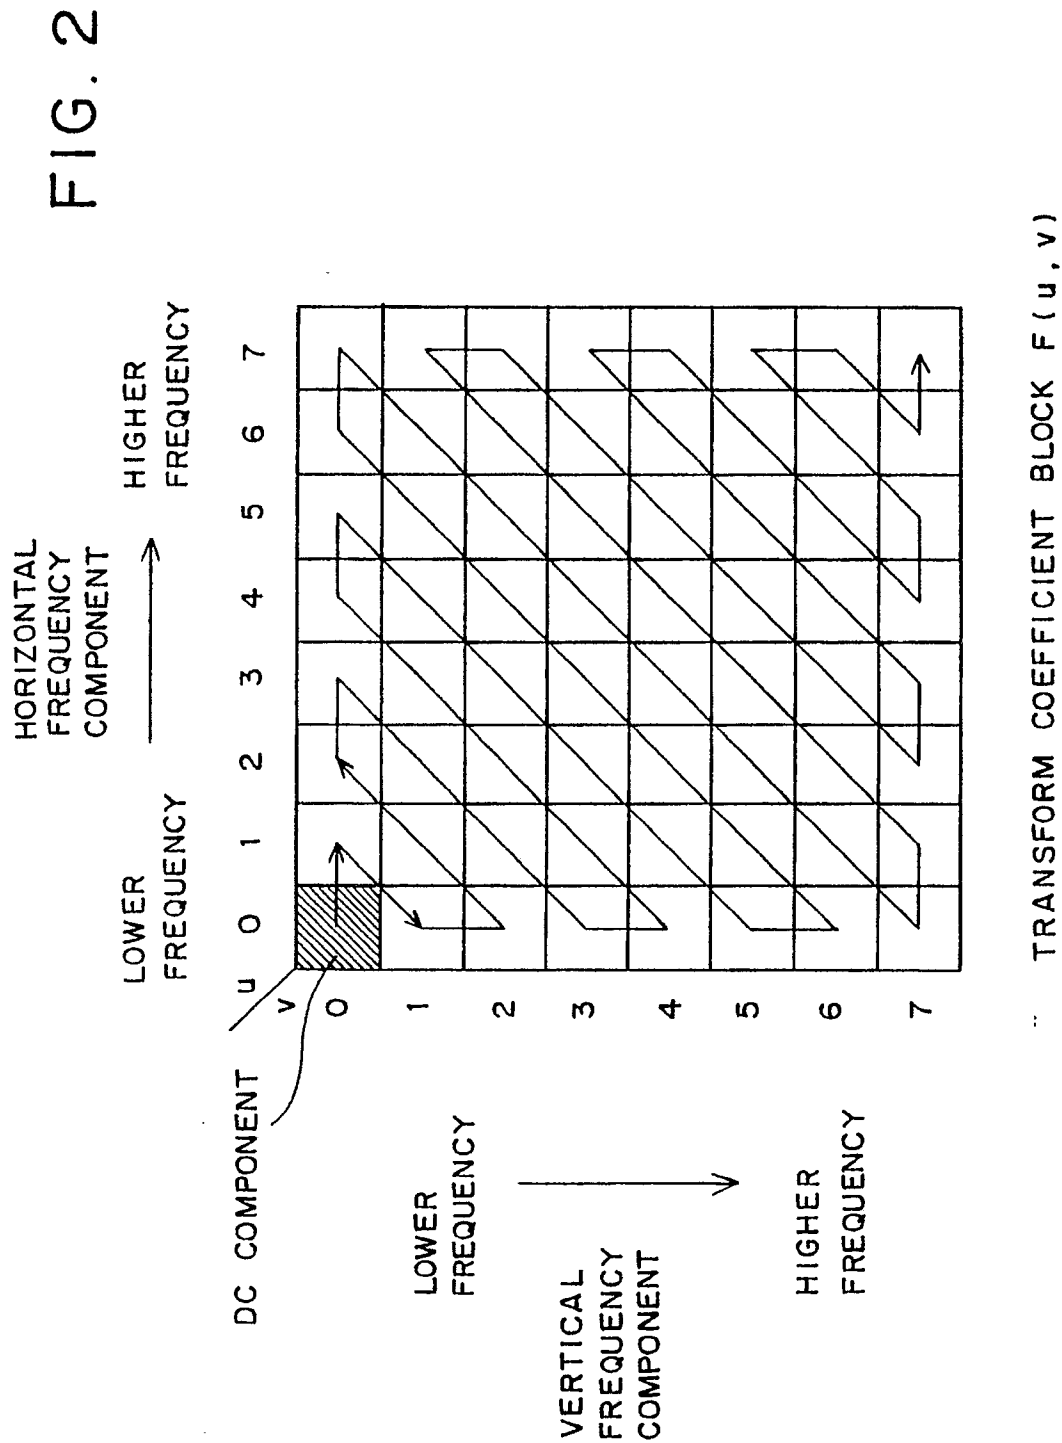 FIG. 2
HORIZONTAL
FREQUENCY
COMPONENT
LOWER
FREQUENCY
HIGHER
FREQUENCY
DC COMPONENT
u
v
0 1 2 3 4 5 6 7
0
1
2
3
4
5
6
7
LOWER
FREQUENCY
VERTICAL
FREQUENCY
COMPONENT
HIGHER
FREQUENCY
TRANSFORM COEFFICIENT BLOCK F(u,v)